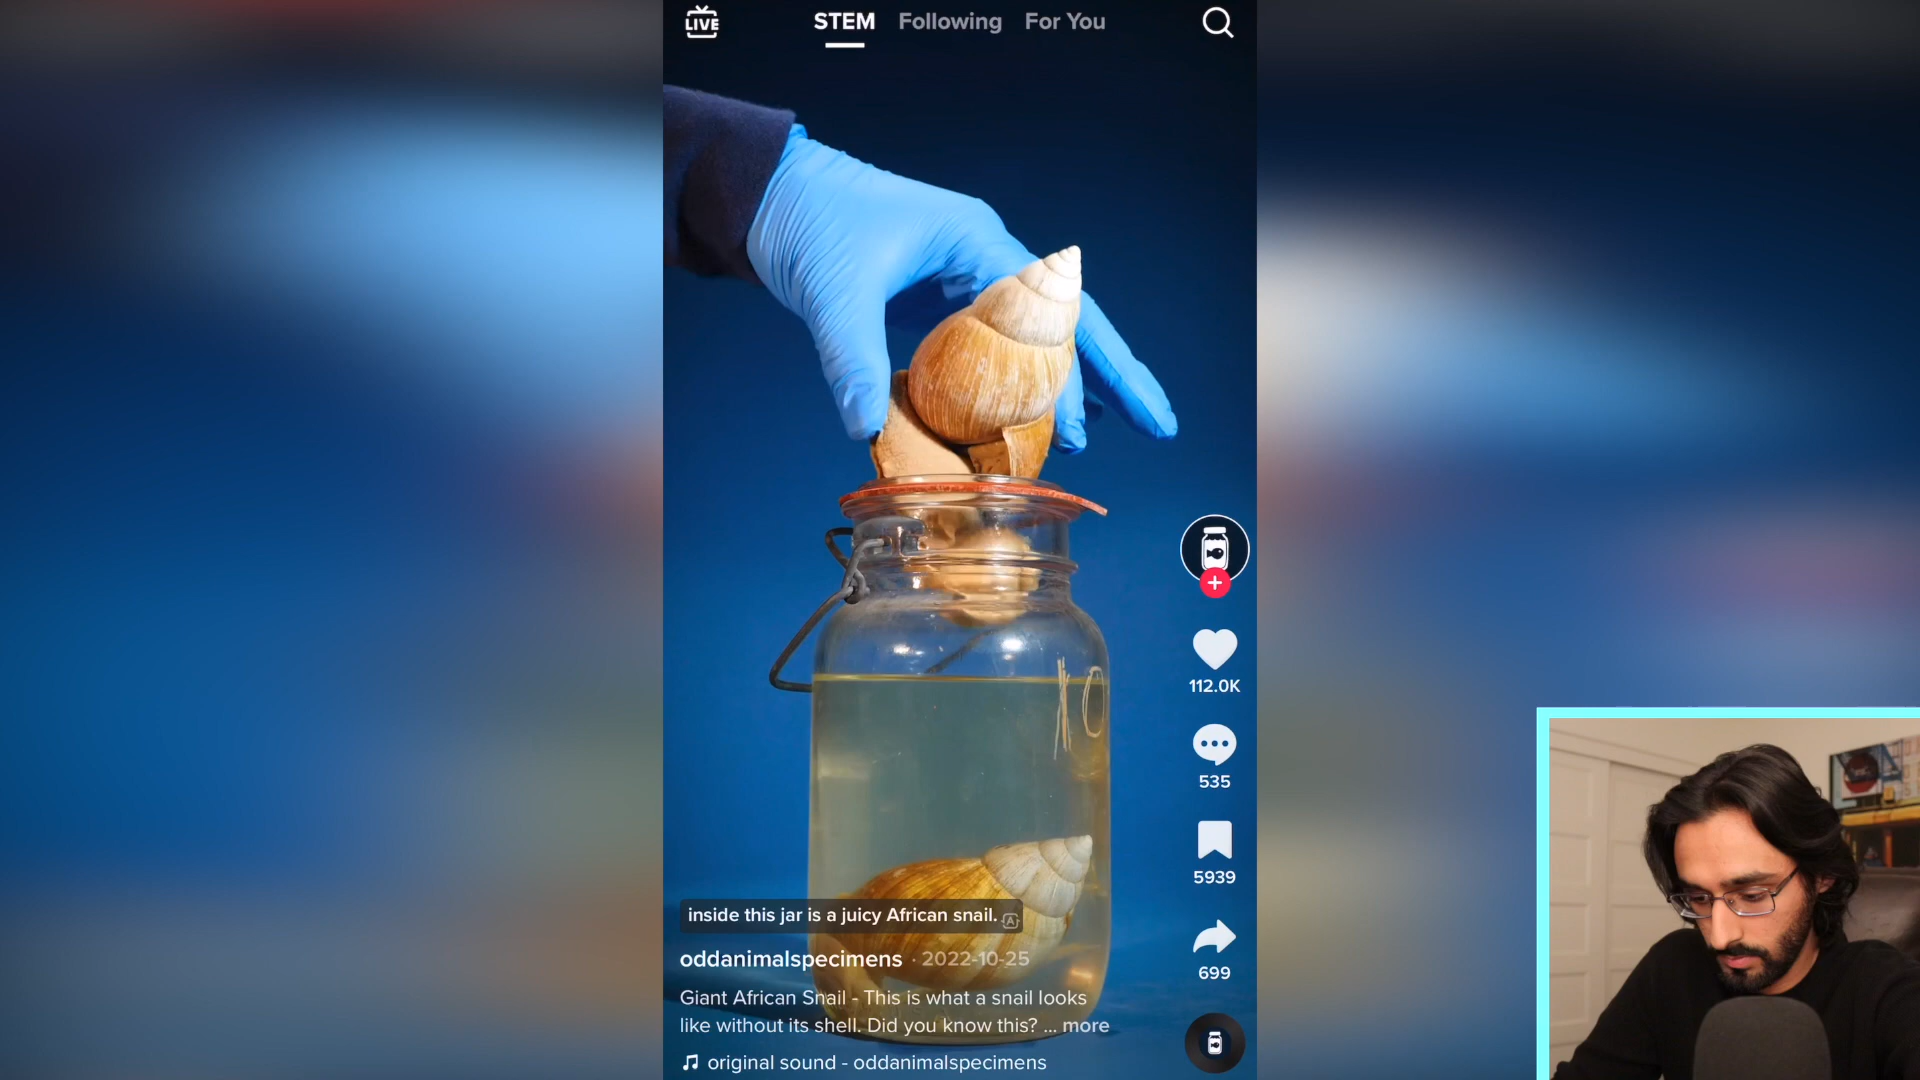 LIVE
STEM Following For You
10
112.0K
535
5939
inside this jar is a juicy African snail.
oddanimalspecimens · 2022-10-25
699
Giant African Snail - This is what a snail looks
like without its shell. Did you know this? ... more
original sound - oddanimalspecimens